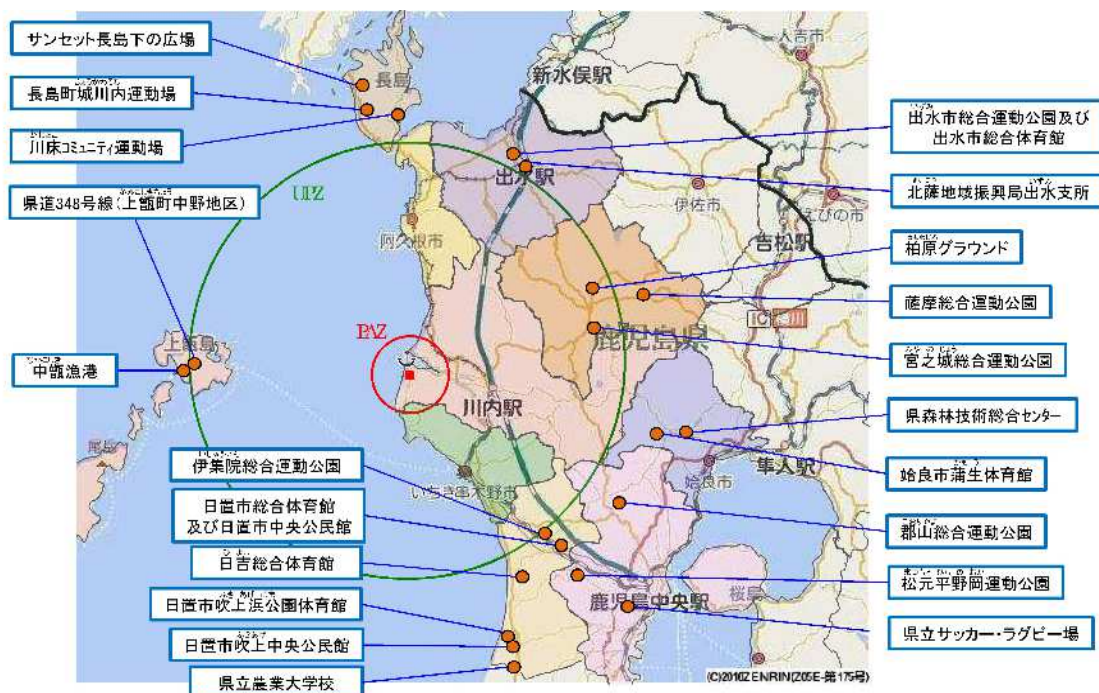 サンセット長島下の広場
長島町城川内運動場
川床コミュニティ運動場
県道348号線(上甑町中野地区)
中甑漁港
伊集院総合運動公園
日置市総合体育館
及び日置市中央公民館
日吉総合体育館
日置市吹上浜公園体育館
日置市吹上中央公民館
県立農業大学校
長島
UPZ
阿久根市
上甑島
尾岳
PAZ
川内駅
いちき串木野市
新水俣駅
出水駅
人吉市
伊佐市
えびの市
吉松駅
IC 横川
鹿児島県
隼人駅
姶良市
鹿児島中央駅
桜島
出水市総合運動公園及び
出水市総合体育館
北薩地域振興局出水支所
柏原グラウンド
薩摩総合運動公園
宮之城総合運動公園
県森林技術総合センター
姶良市蒲生体育館
郡山総合運動公園
松元平野岡運動公園
県立サッカー・ラグビー場
(C)2016ZENRIN(Z05E-第175号)